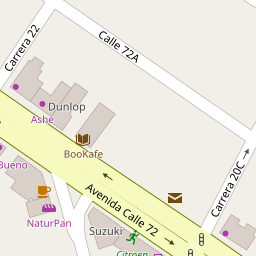 Carrera 22
Calle 72A
Dunlop
Ashe
BooKafe
Bueno
Carrera 20C
Avenida Calle 72
NaturPan
Suzuki
Citroen